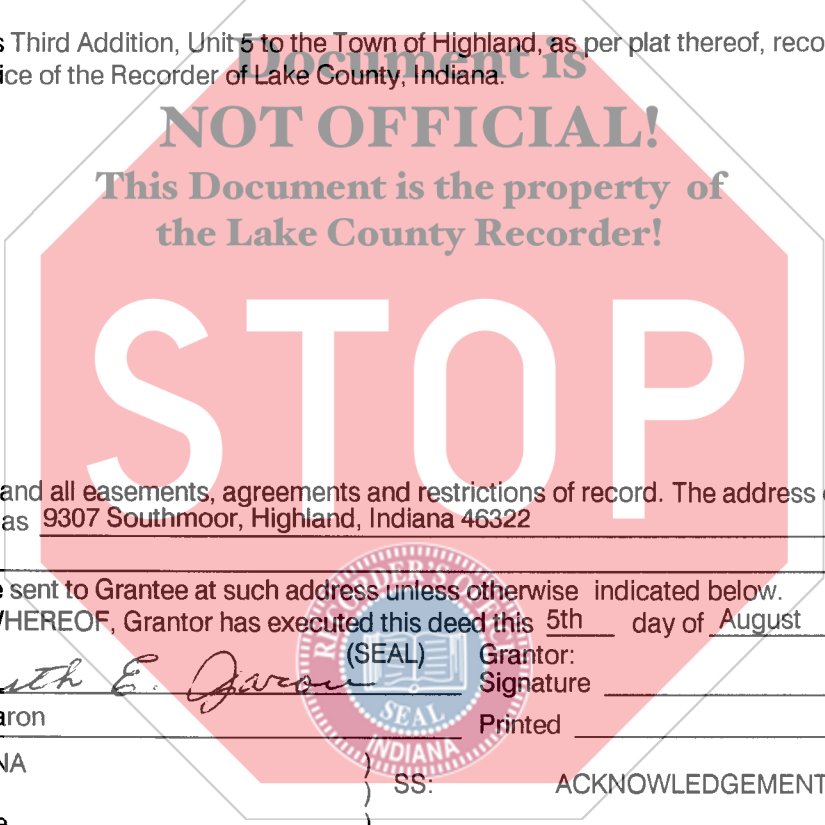 s Third Addition, Unit 5 to the Town of Highland, as per plat thereof, reco
ice of the Recorder of Lake County, Indiana.
Document is
NOT OFFICIAL!
This Document is the property of
the Lake County Recorder!
STOP
and all easements, agreements and restrictions of record. The address
as 9307 Southmoor, Highland, Indiana 46322
e sent to Grantee at such address unless otherwise indicated below.
WHEREOF, Grantor has executed this deed this 5th day of August
(SEAL) Grantor:
uth E. Jaron Signature
aron Printed
RECORDER'S OFFICE
SEAL
INDIANA
NA
) SS: ACKNOWLEDGEMENT
)